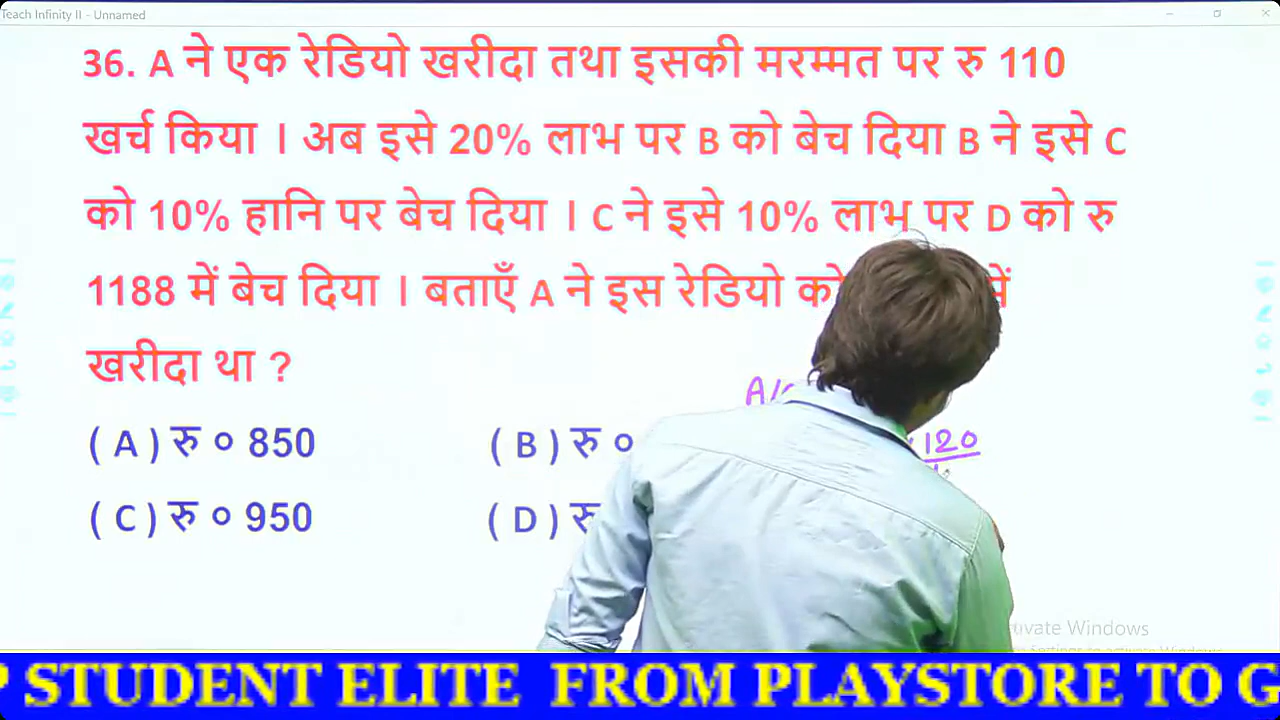 Teach Infinity II - Unnamed
36. A ने एक रेडियो खरीदा तथा इसकी मरम्मत पर रु 110
खर्च किया । अब इसे 20% लाभ पर B को बेच दिया B ने इसे C
को 10% हानि पर बेच दिया । C ने इसे 10% लाभ पर D को रु
1188 में बेच दिया । बताएँ A ने इस रेडियो को
खरीदा था ?
( A ) रु ० 850
( B ) रु ०
120
( C ) रु ० 950
( D ) रु
Windows
P STUDENT ELITE FROM PLAYSTORE TO G